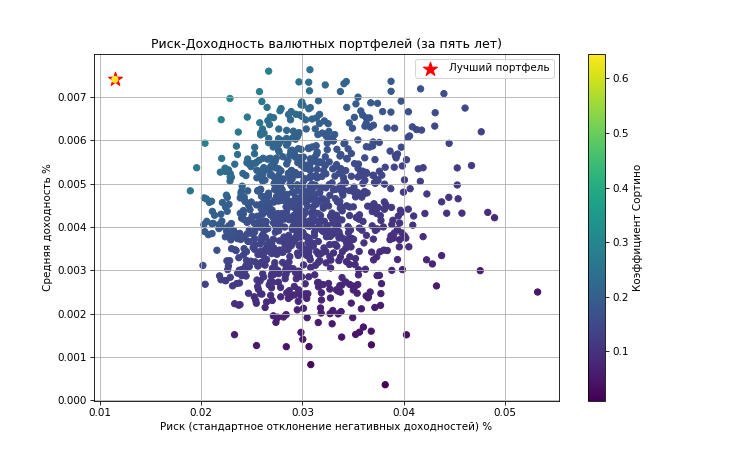 Риск-Доходность валютных портфелей (за пять лет)
Лучший портфель
Средняя доходность %
0.007
0.006
0.005
0.004
0.003
0.002
0.001
0.000
0.01 0.02 0.03 0.04 0.05
Риск (стандартное отклонение негативных доходностей) %
0.6
0.5
0.4
0.3
0.2
0.1
Коэффициент Сортино